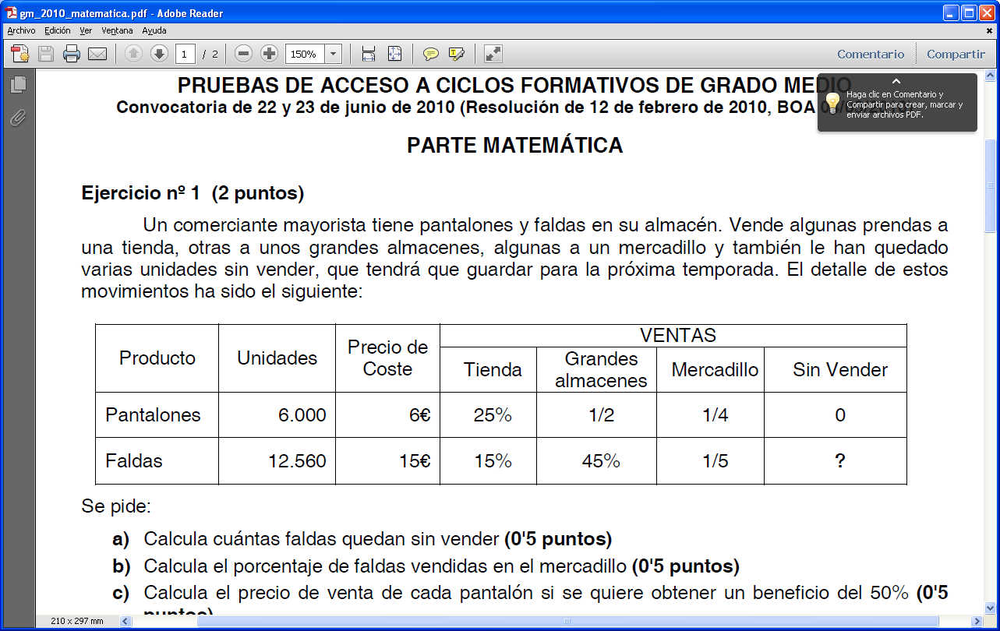 gm_2010_matematica.pdf - Adobe Reader
Archivo Edición Ver Ventana Ayuda
1 / 2 150% Comentario Compartir
Haga clic en Comentario y
Compartir para crear, marcar y
enviar archivos PDF.
PRUEBAS DE ACCESO A CICLOS FORMATIVOS DE GRADO MEDIO
Convocatoria de 22 y 23 de junio de 2010 (Resolución de 12 de febrero de 2010, BOA
PARTE MATEMÁTICA
Ejercicio nº 1 (2 puntos)
Un comerciante mayorista tiene pantalones y faldas en su almacén. Vende algunas prendas a
una tienda, otras a unos grandes almacenes, algunas a un mercadillo y también le han quedado
varias unidades sin vender, que tendrá que guardar para la próxima temporada. El detalle de estos
movimientos ha sido el siguiente:
Producto Unidades Precio de Coste VENTAS
Tienda Grandes almacenes Mercadillo Sin Vender
Pantalones 6.000 6€ 25% 1/2 1/4 0
Faldas 12.560 15€ 15% 45% 1/5 ?
Se pide:
a) Calcula cuántas faldas quedan sin vender (0'5 puntos)
b) Calcula el porcentaje de faldas vendidas en el mercadillo (0'5 puntos)
c) Calcula el precio de venta de cada pantalón si se quiere obtener un beneficio del 50% (0'5
puntos)
210 x 297 mm